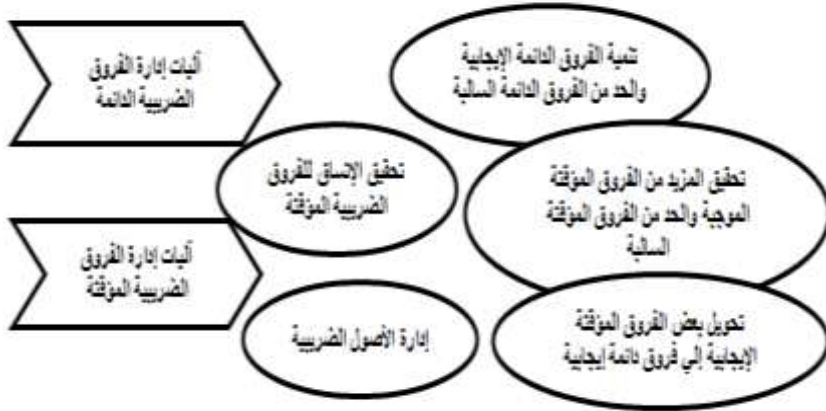 آليات إدارة الفروق
الضريبية الدائمة
تنمية الفروق الدائمة الإيجابية
والحد من الفروق الدائمة السالبة
تحقيق الإتساق للفروق
الضريبية المؤقتة
تحقيق المزيد من الفروق المؤقتة
الموجبة والحد من الفروق المؤقتة
السالبة
آليات إدارة الفروق
الضريبية المؤقتة
إدارة الأصول الضريبية
تحويل بعض الفروق المؤقتة
الإيجابية إلي فروق دائمة إيجابية